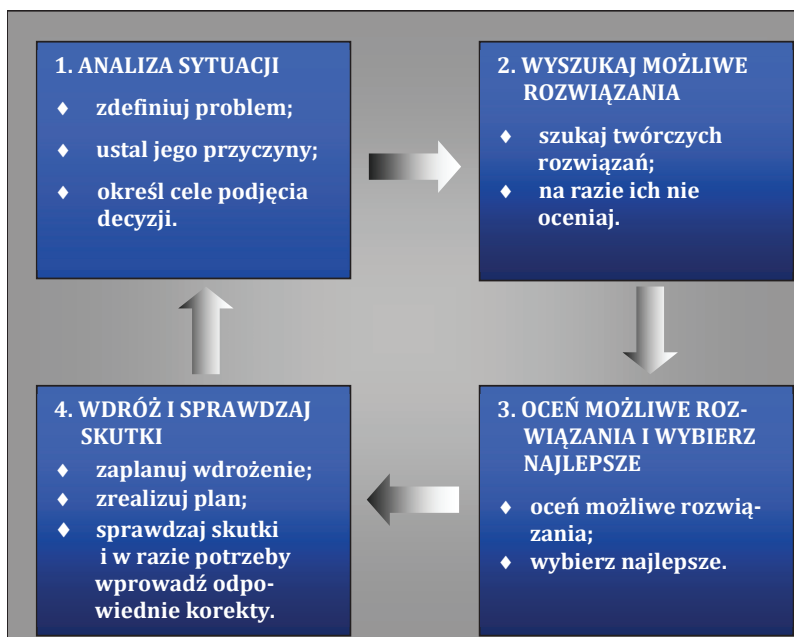 1. ANALIZA SYTUACJI
♦ zdefiniuj problem;
♦ ustal jego przyczyny;
♦ określ cele podjęcia
decyzji.
2. WYSZUKAJ MOŻLIWE
ROZWIĄZANIA
♦ szukaj twórczych
rozwiązań;
♦ na razie ich nie
oceniaj.
3. OCEŃ MOŻLIWE ROZ-
WIĄZANIA I WYBIERZ
NAJLEPSZE
♦ oceń możliwe rozwią-
zania;
♦ wybierz najlepsze.
4. WDRÓŻ I SPRAWDZAJ
SKUTKI
♦ zaplanuj wdrożenie;
♦ zrealizuj plan;
♦ sprawdzaj skutki
i w razie potrzeby
wprowadź odpo-
wiednie korekty.